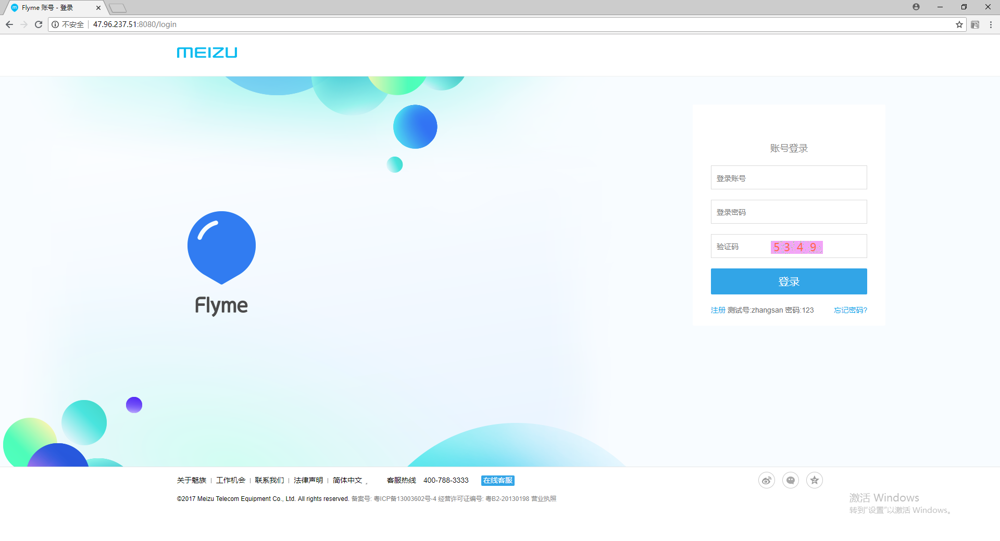 Flyme 账号 - 登录
不安全 47.96.237.51:8080/login
MEIZU
账号登录
登录账号
登录密码
Flyme
验证码 5 3 4 9
登录
注册 测试号:zhangsan 密码:123 忘记密码?
关于魅族 | 工作机会 | 联系我们 | 法律声明 | 简体中文 客服热线 400-788-3333 在线客服
©2017 Meizu Telecom Equipment Co., Ltd. All rights reserved. 备案号: 粤ICP备13003602号-4 经营许可证编号: 粤B2-20130198 营业执照
激活 Windows
转到“设置”以激活 Windows。